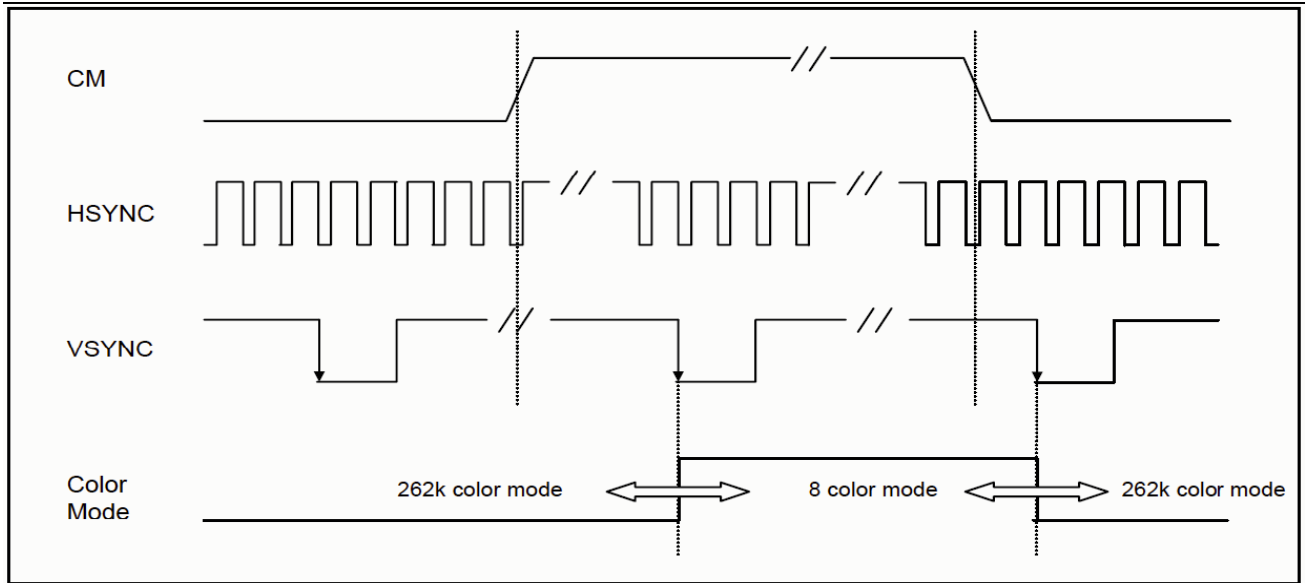 CM
HSYNC
VSYNC
Color
Mode
262k color mode
8 color mode
262k color mode